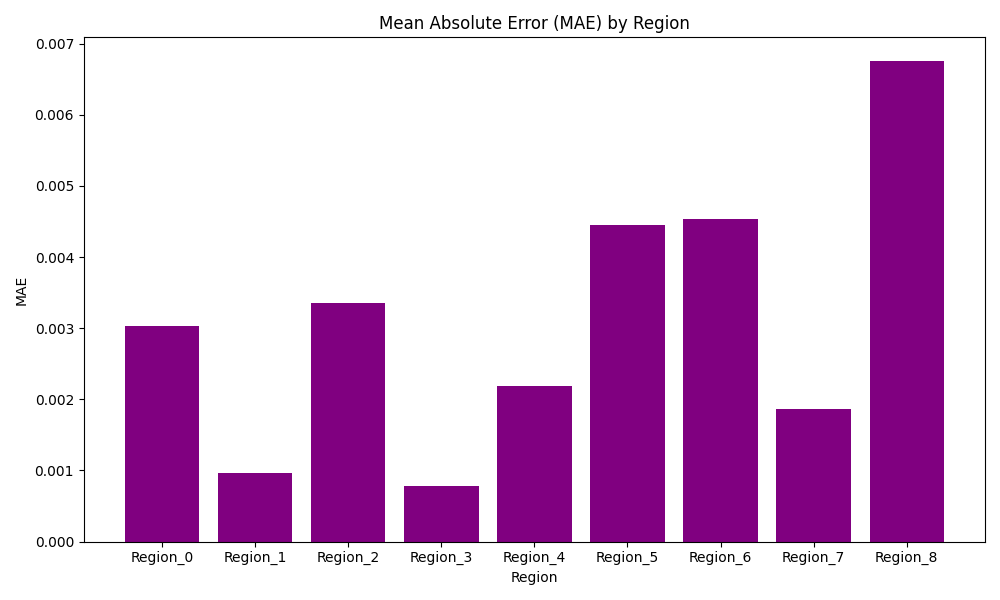 Mean Absolute Error (MAE) by Region
0.007
0.006
0.005
0.004
0.003
0.002
0.001
0.000
MAE
Region_0 Region_1 Region_2 Region_3 Region_4 Region_5 Region_6 Region_7 Region_8
Region